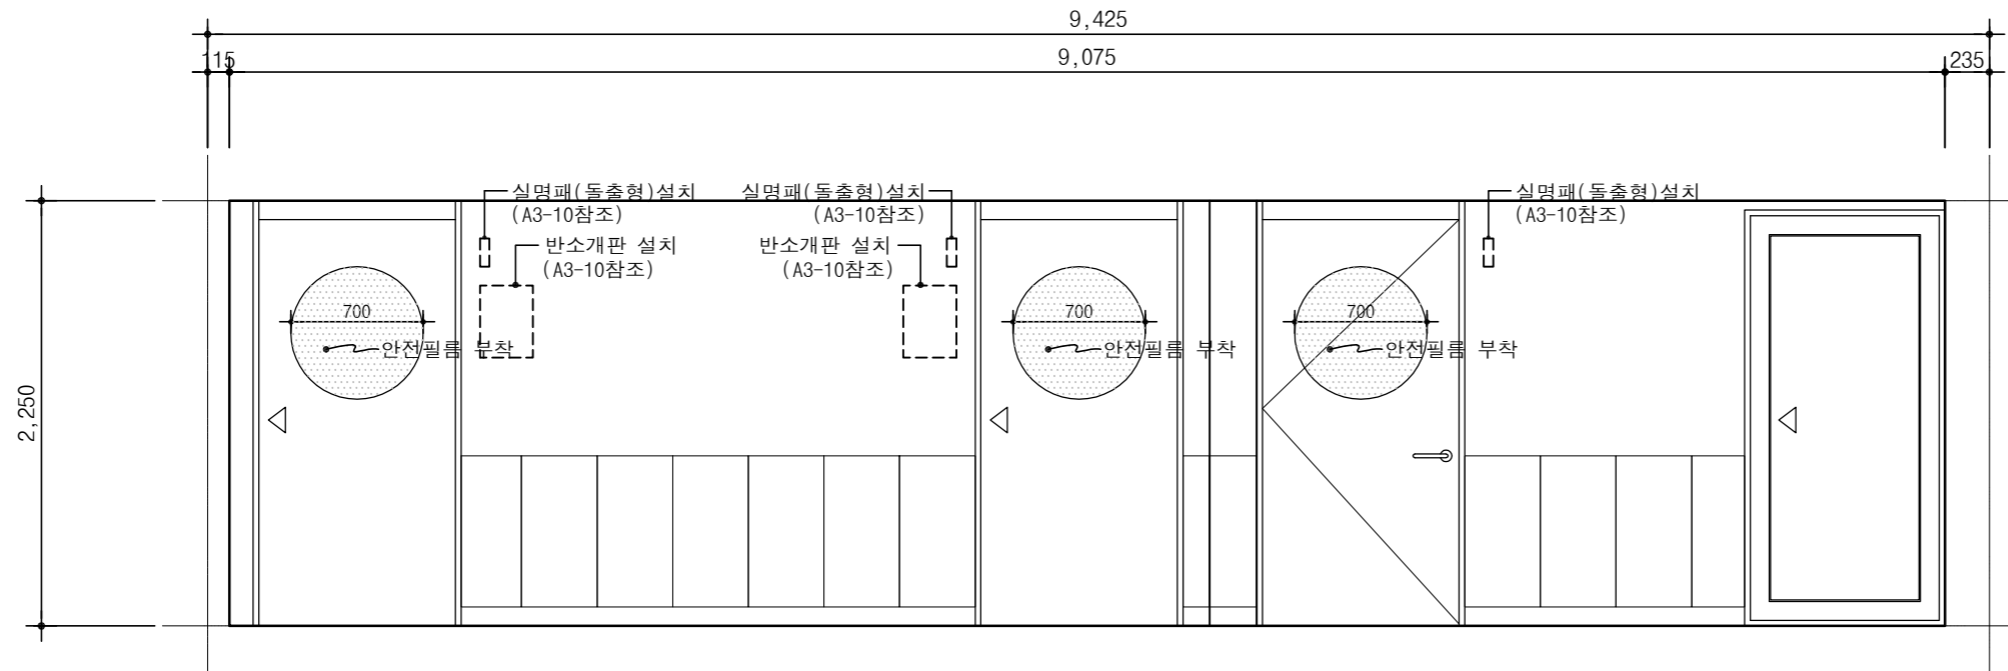 9,425
115
9,075
235
실명패(돌출형)설치
(A3-10참조)
실명패(돌출형)설치
(A3-10참조)
실명패(돌출형)설치
(A3-10참조)
반소개판 설치
(A3-10참조)
반소개판 설치
(A3-10참조)
700
700
700
안전필름 부착
안전필름 부착
안전필름 부착
2,250